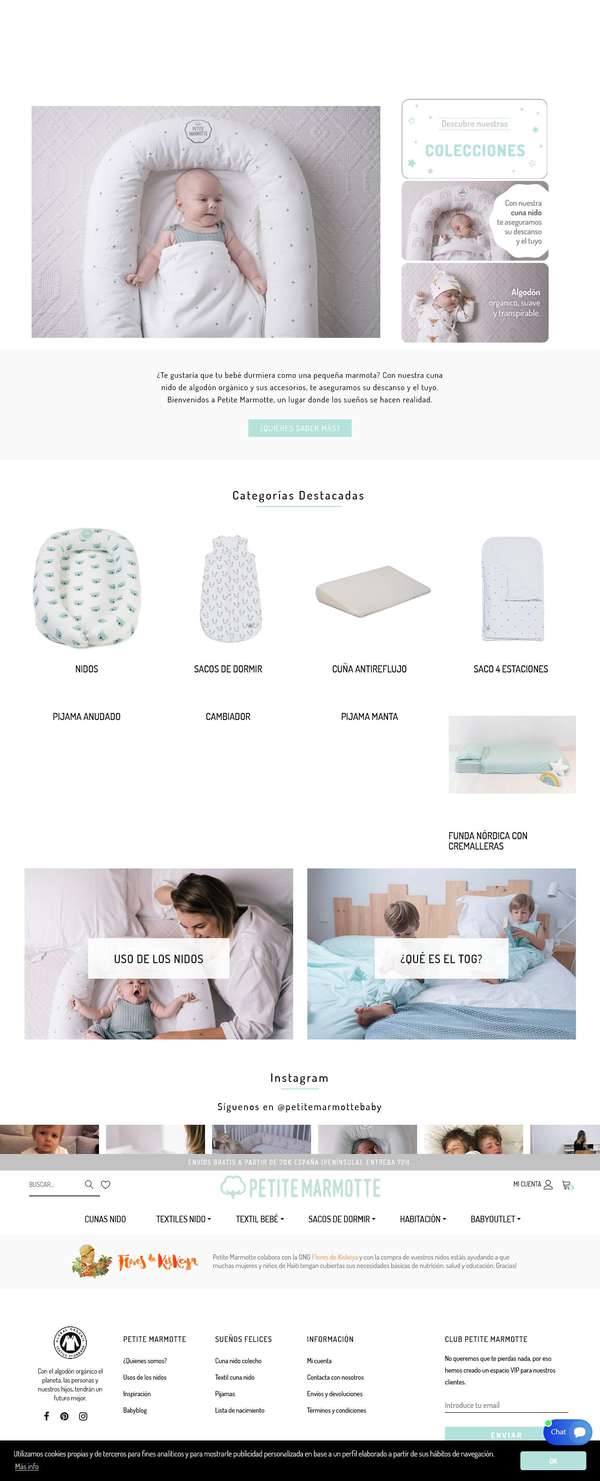 PETITE
MARMOTTE
Descubre nuestras
COLECCIONES
Con nuestra
cuna nido
te aseguramos
su descanso
y el tuyo
Algodón
orgánico, suave
y transpirable.
¿Te gustaría que tu bebé durmiera como una pequeña marmota? Con nuestra cuna
nido de algodón orgánico y sus accesorios, te aseguramos su descanso y el tuyo.
Bienvenidos a Petite Marmotte, un lugar donde los sueños se hacen realidad.
¿QUIERES SABER MÁS?
Categorías Destacadas
NIDOS
SACOS DE DORMIR
CUÑA ANTIREFLUJO
SACO 4 ESTACIONES
PIJAMA ANUDADO
CAMBIADOR
PIJAMA MANTA
FUNDA NÓRDICA CON
CREMALLERAS
USO DE LOS NIDOS
¿QUÉ ES EL TOG?
Instagram
Síguenos en @petitemarmottebaby
ENVÍOS GRATIS A PARTIR DE 70€ ESPAÑA (PENÍNSULA). ENTREGA 72H.
BUSCAR...
PETITE MARMOTTE
MI CUENTA
CUNAS NIDO
TEXTILES NIDO
TEXTIL BEBÉ
SACOS DE DORMIR
HABITACIÓN
BABYOUTLET
Flores de Kiskeya
Petite Marmotte colabora con la ONG Flores de Kiskeya y con la compra de vuestros nidos estáis ayudando a que
muchas mujeres y niños de Haití tengan cubiertas sus necesidades básicas de nutrición, salud y educación. Gracias!
Con el algodón orgánico el
planeta, las personas y
nuestros hijos, tendrán un
futuro mejor.
PETITE MARMOTTE
¿Quienes somos?
Usos de los nidos
Inspiración
Babyblog
SUEÑOS FELICES
Cuna nido colecho
Textil cuna nido
Pijamas
Lista de nacimiento
INFORMACIÓN
Mi cuenta
Contacta con nosotros
Envíos y devoluciones
Términos y condiciones
CLUB PETITE MARMOTTE
No queremos que te pierdas nada, por eso
hemos creado un espacio VIP para nuestros
clientes.
Introduce tu email
ENVIAR
Chat
Utilizamos cookies propias y de terceros para fines analíticos y para mostrarle publicidad personalizada en base a un perfil elaborado a partir de sus hábitos de navegación.
Más info
OK